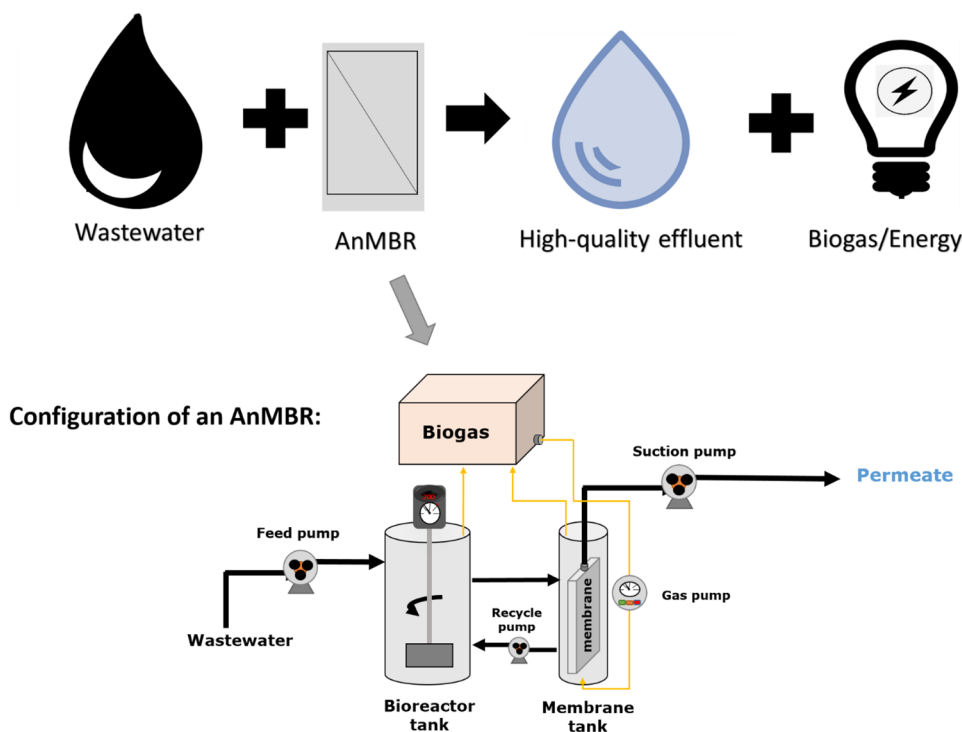 Wastewater
AnMBR
High-quality effluent
Biogas/Energy
Configuration of an AnMBR:
Biogas
Suction pump
Permeate
Feed pump
Wastewater
Recycle
pump
membrane
Gas pump
Bioreactor
tank
Membrane
tank